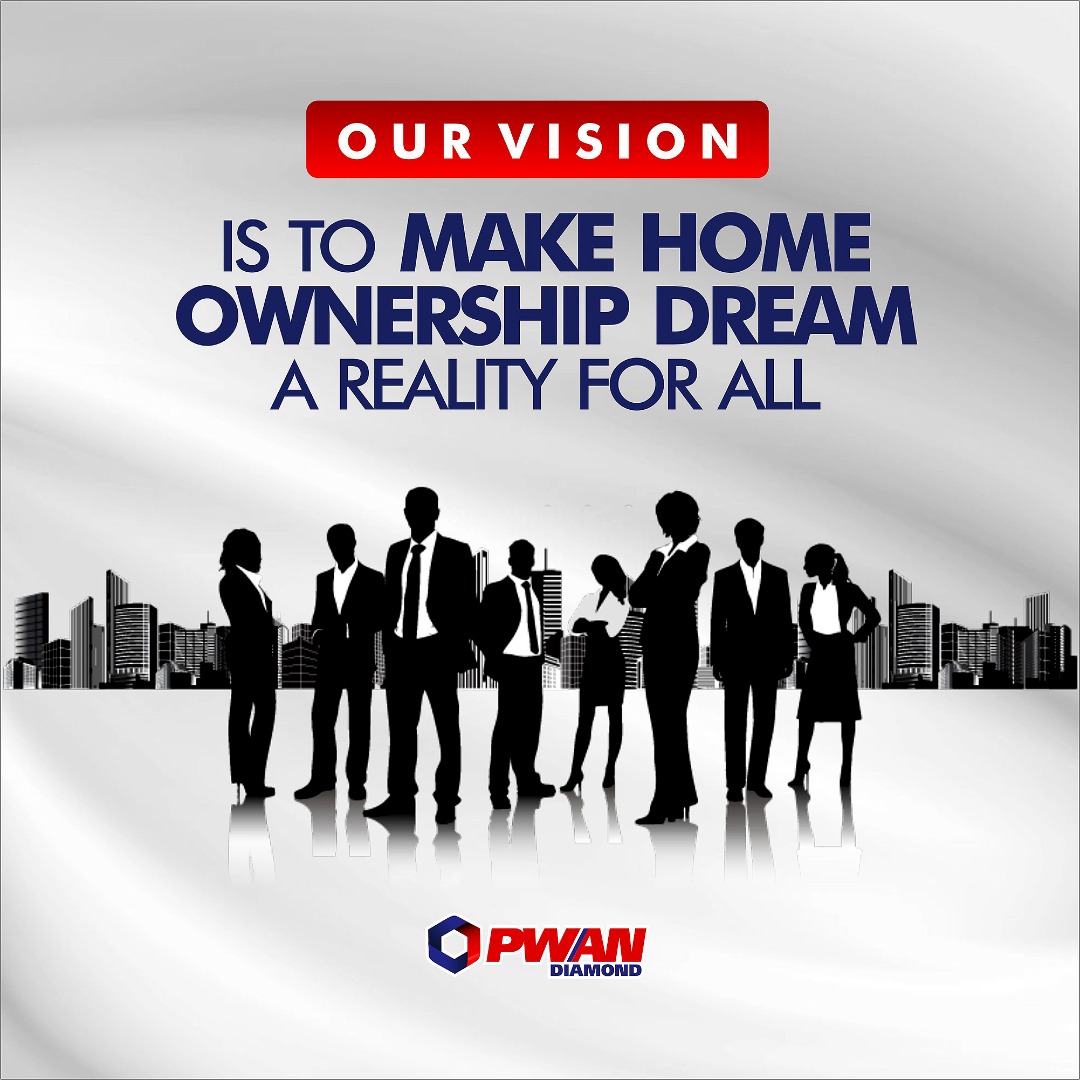 OUR VISION
IS TO MAKE HOME
OWNERSHIP DREAM
A REALITY FOR ALL
PWAN
DIAMOND